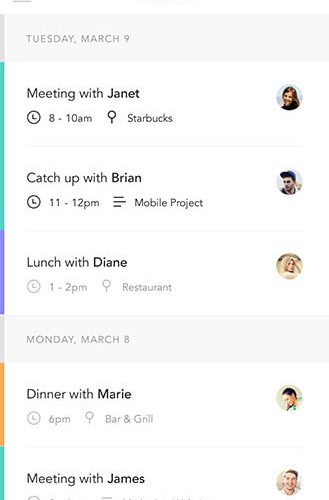 TUESDAY, MARCH 9
Meeting with Janet
8 - 10am Starbucks
Catch up with Brian
11 - 12pm Mobile Project
Lunch with Diane
1 - 2pm Restaurant
MONDAY, MARCH 8
Dinner with Marie
6pm Bar & Grill
Meeting with James